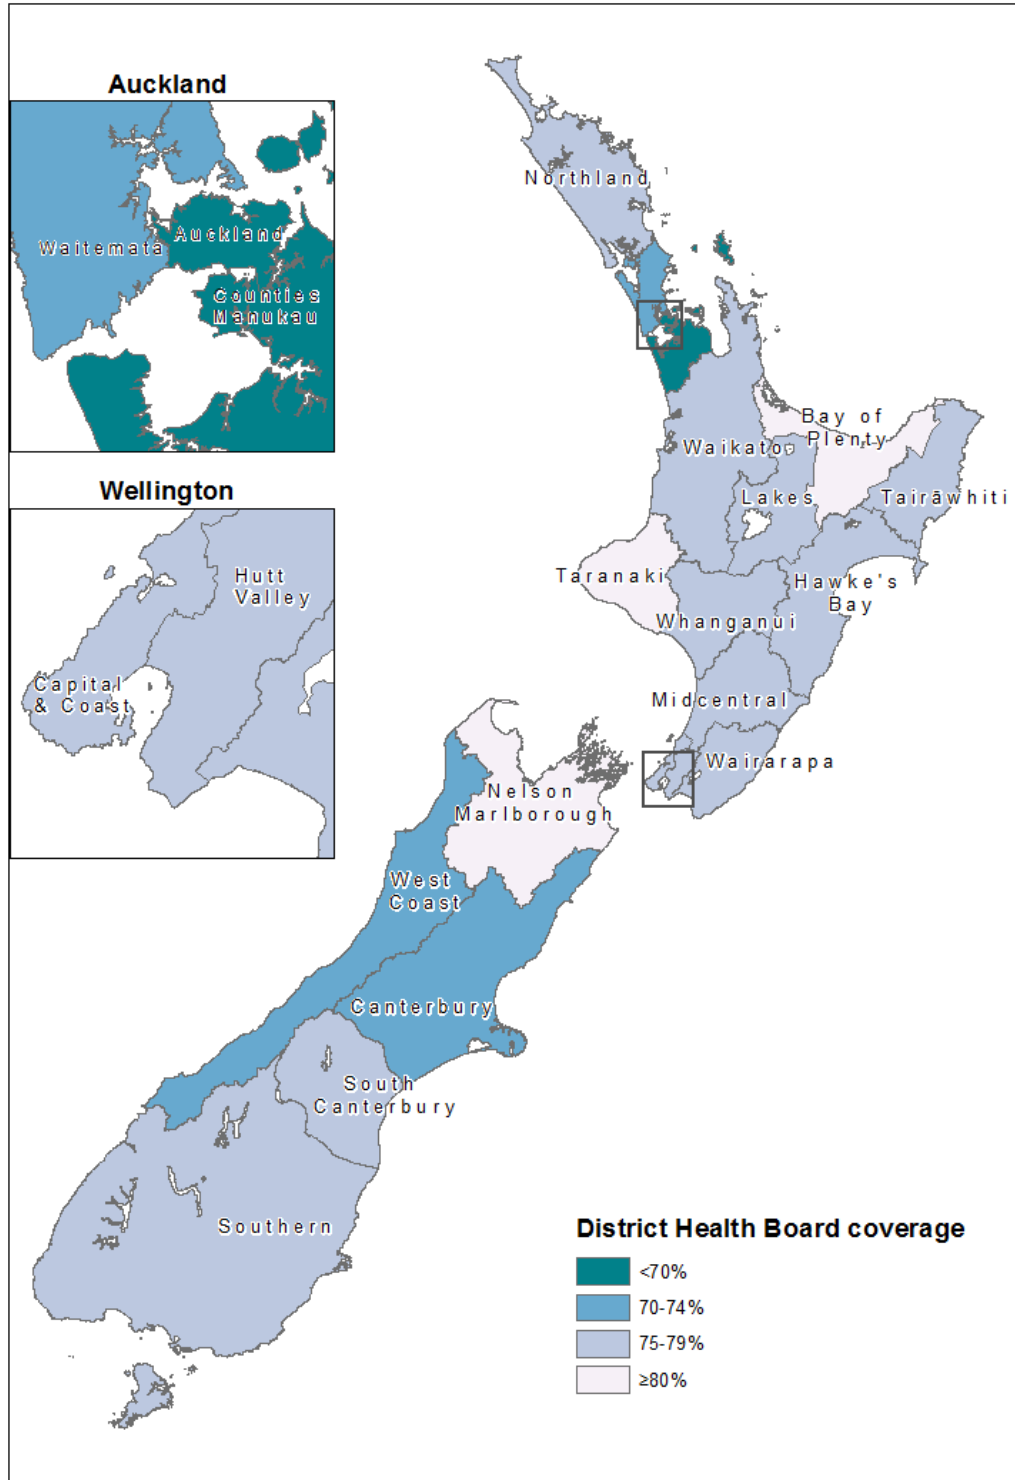 Auckland
Waitematā
Auckland
Counties
Manukau
Wellington
Hutt
Valley
Capital
& Coast
Northland
Bay of
Plenty
Waikato
Lakes
Tairāwhiti
Taranaki
Hawke's
Bay
Whanganui
Midcentral
Wairarapa
Nelson
Marlborough
West
Coast
Canterbury
South
Canterbury
Southern
District Health Board coverage
<70%
70-74%
75-79%
≥80%